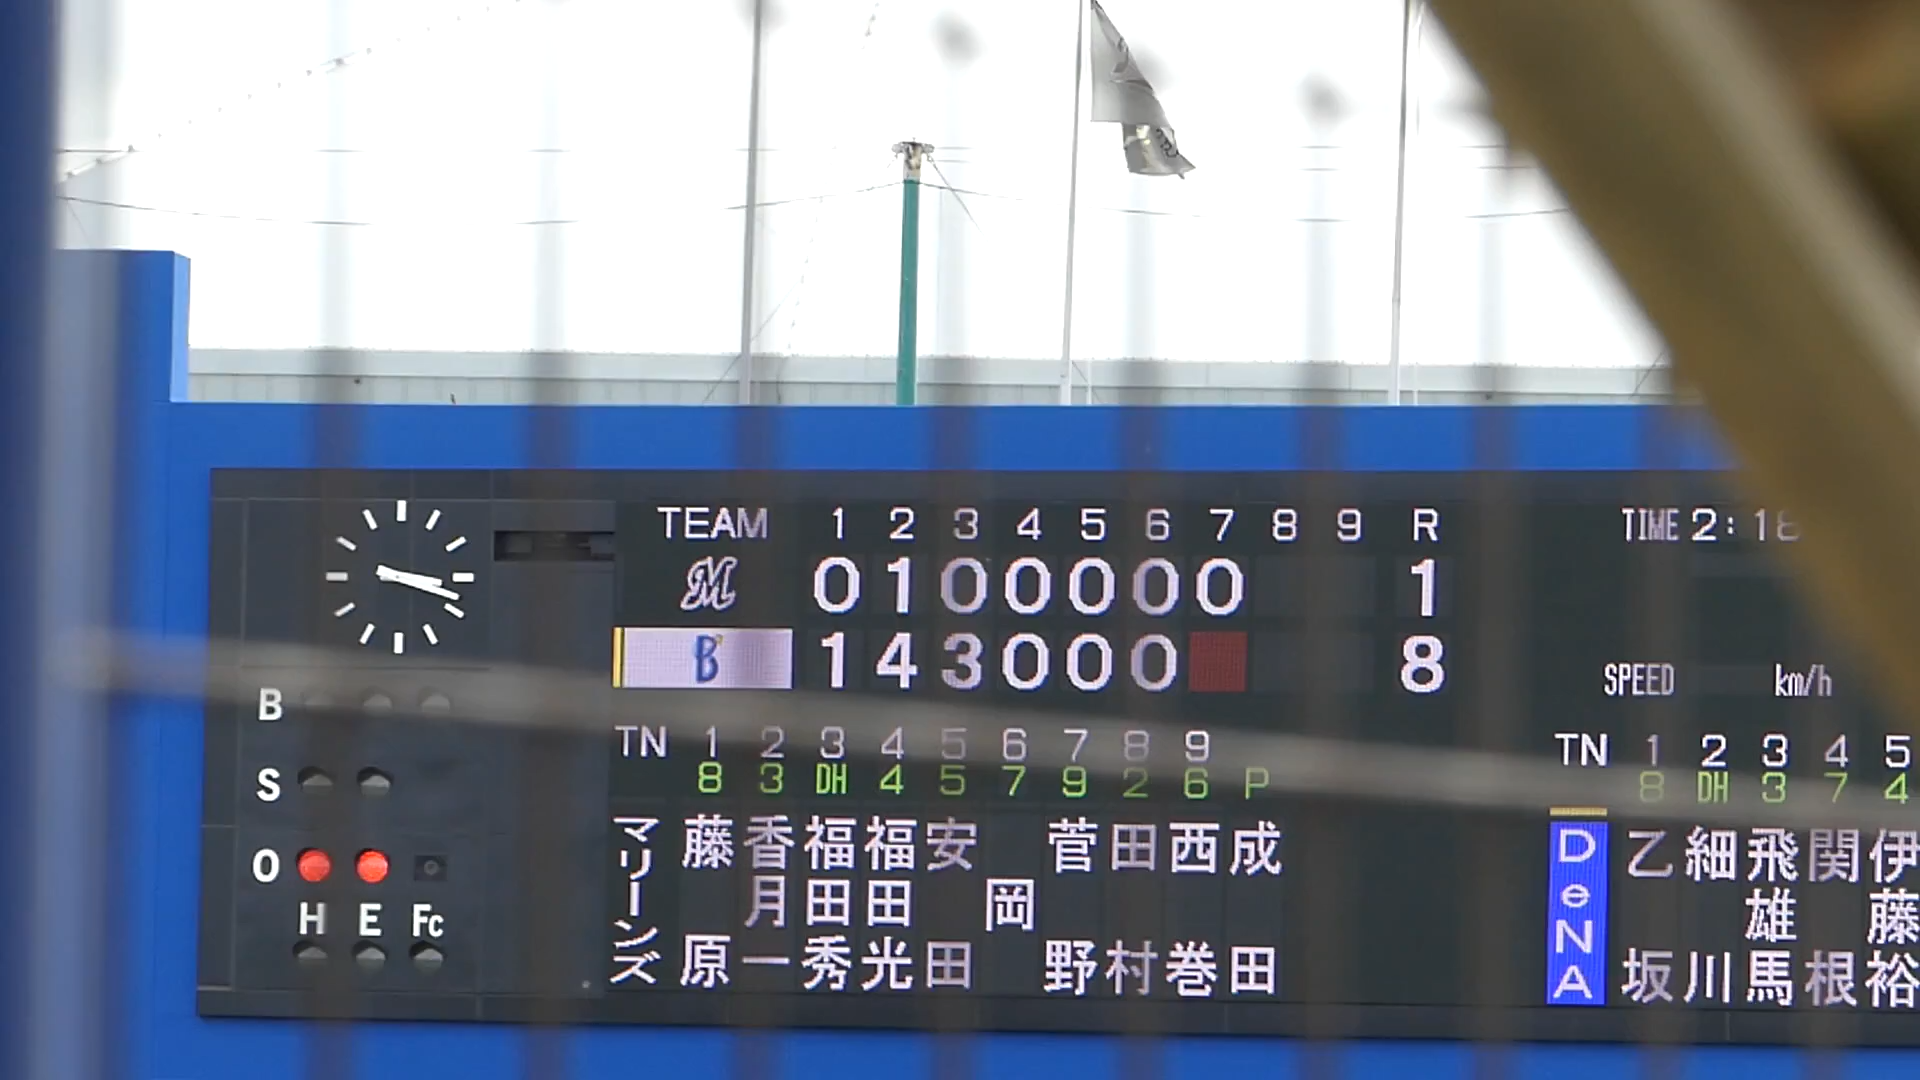 TEAM 1 2 3 4 5 6 7 8 9 R
M 0 1 0 0 0 0 0 1
B 1 4 3 0 0 0 8
TIME 2:18
SPEED km/h
B
S
O
H E Fc
TN 1 2 3 4 5 6 7 8 9
8 3 DH 4 5 7 9 2 6 P
マリーンズ
藤原
香月一
福田秀
福田光
安田
岡
菅野
田村
西巻
成田
TN 1 2 3 4 5
8 DH 3 7 4
DeNA
乙坂
細川
飛雄馬
関根
伊藤裕